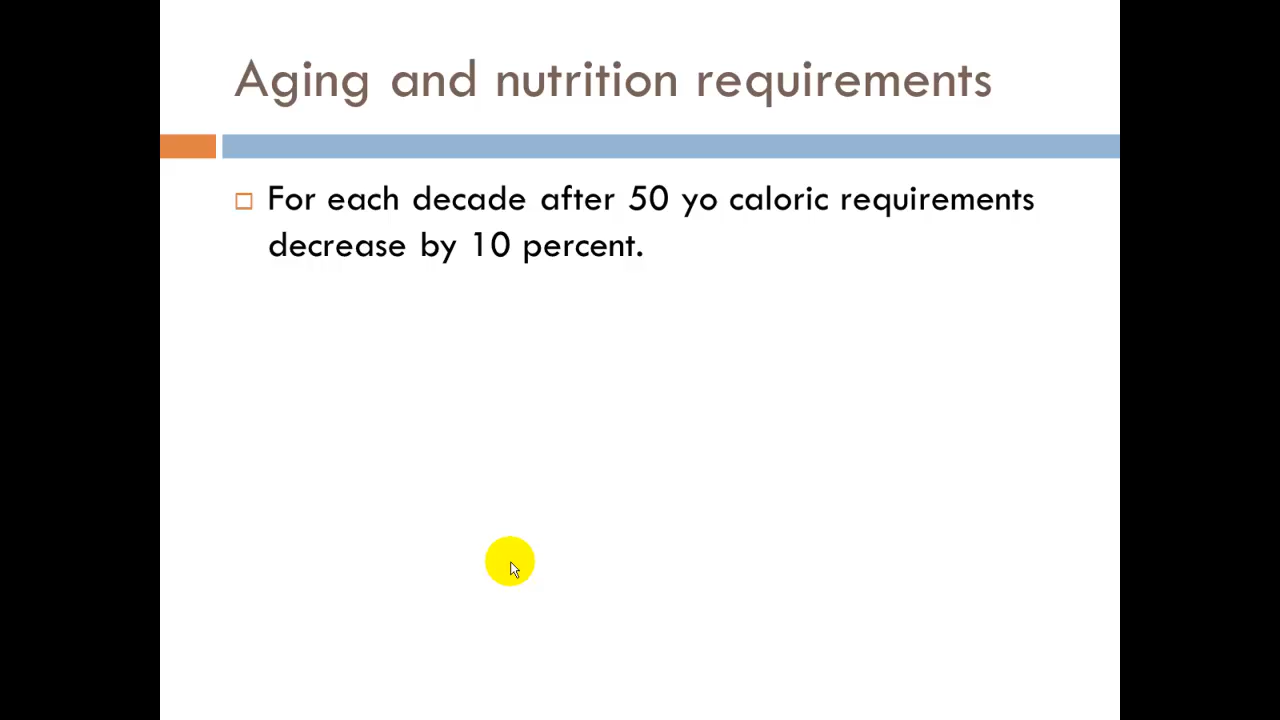 Aging and nutrition requirements
For each decade after 50 yo caloric requirements
decrease by 10 percent.